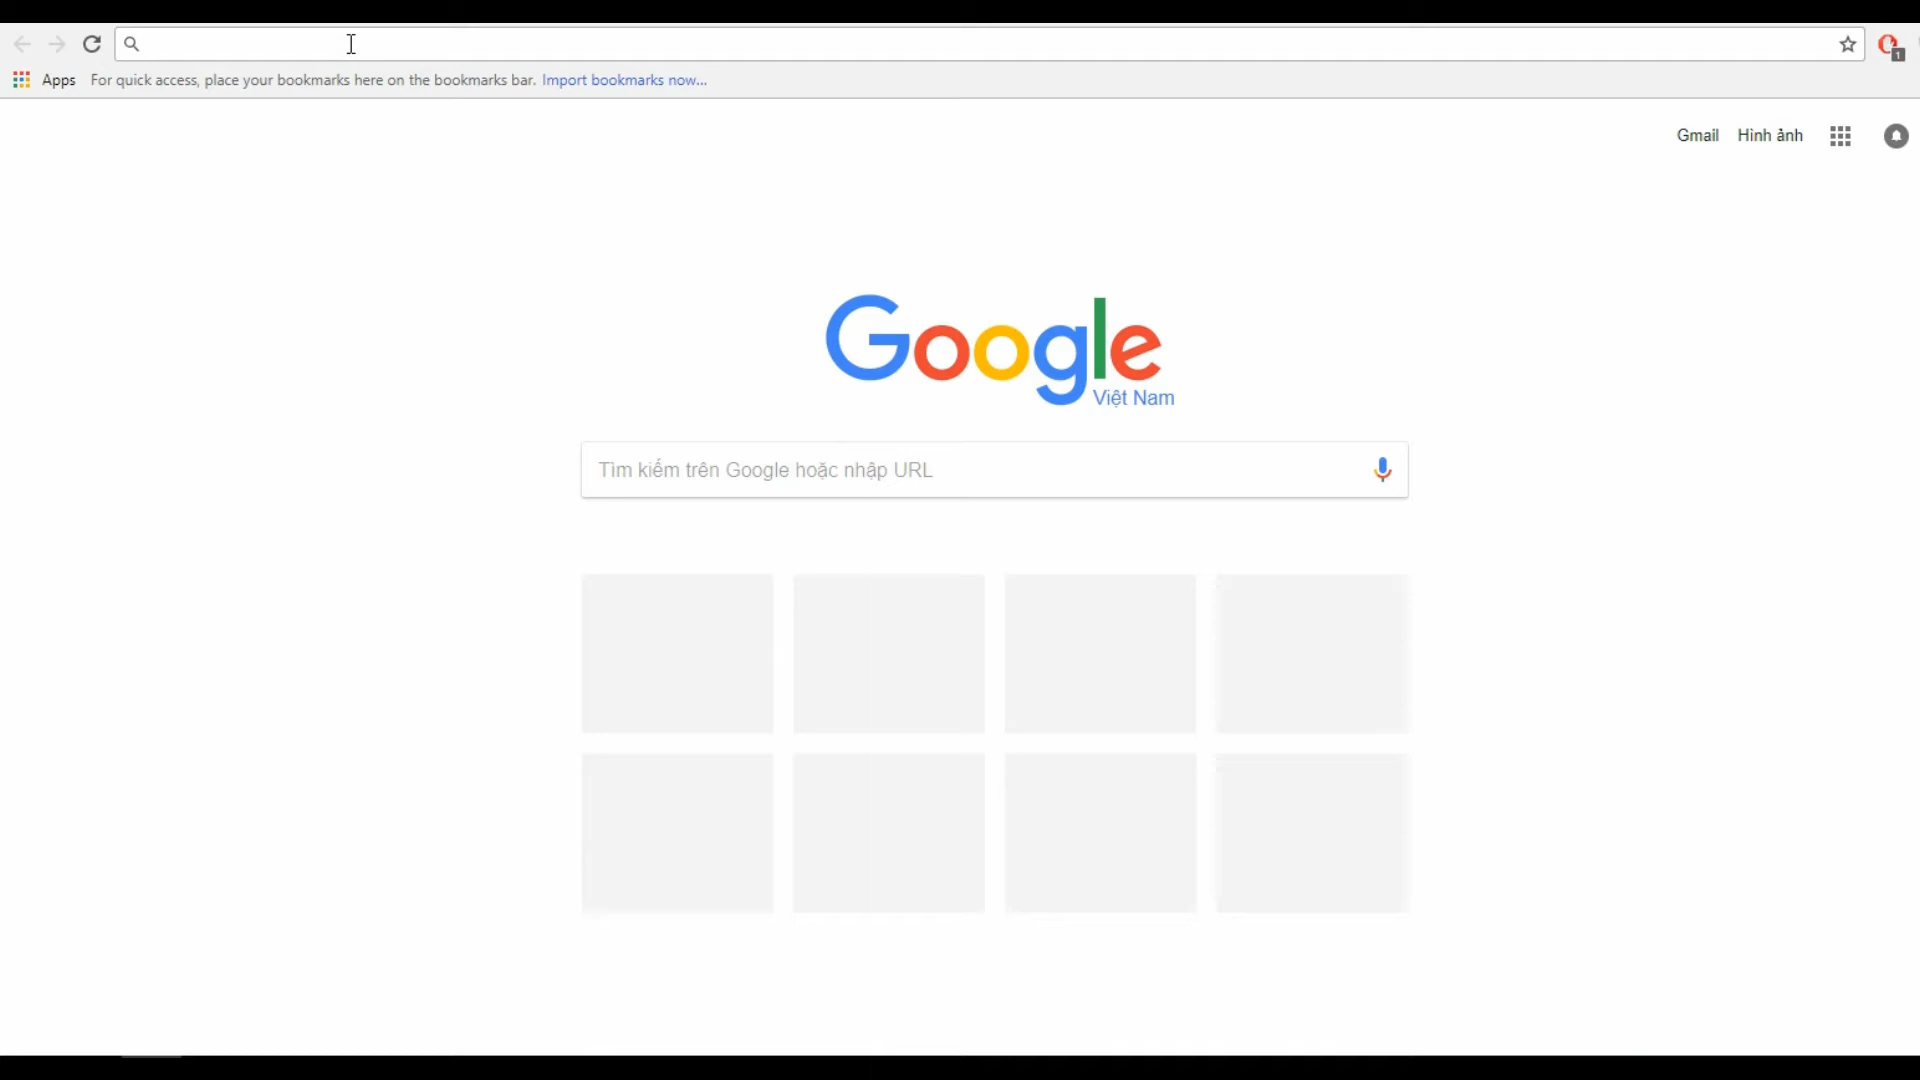 1
Apps For quick access, place your bookmarks here on the bookmarks bar. Import bookmarks now...
Gmail Hình ảnh
Google
Việt Nam
Tìm kiếm trên Google hoặc nhập URL